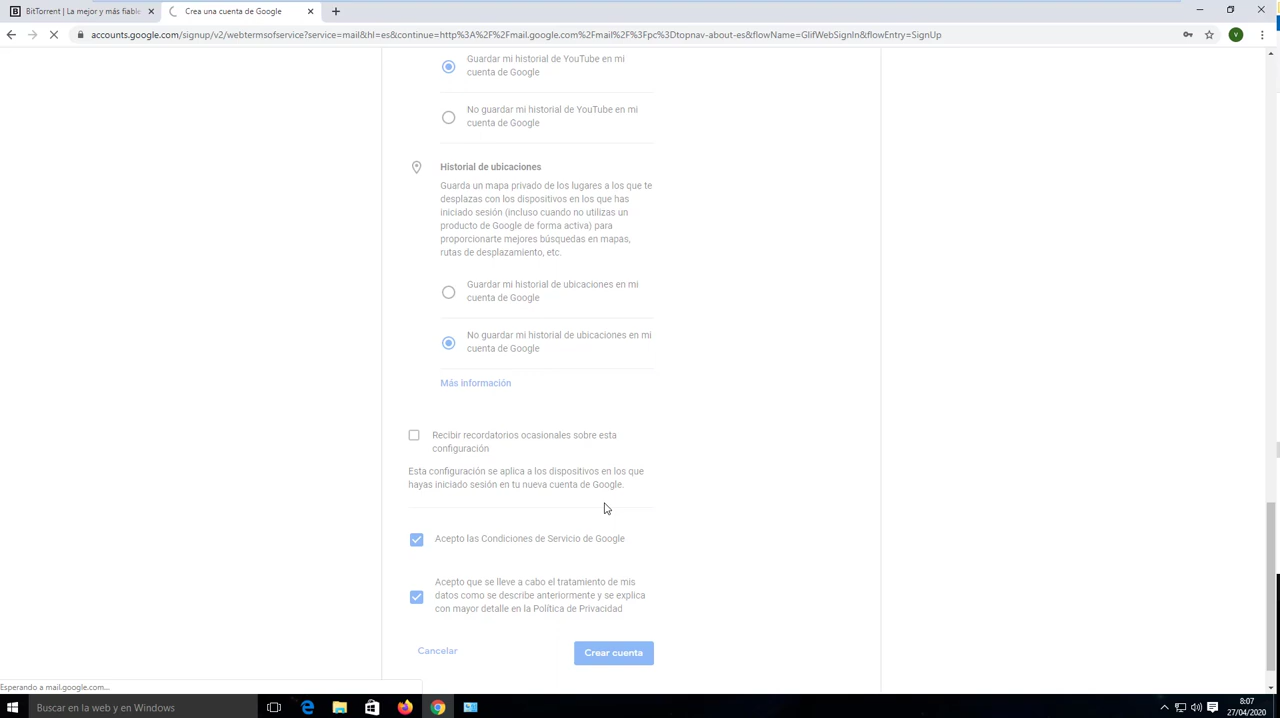 BitTorrent | La mejor y más fiable
Crea una cuenta de Google
accounts.google.com/signup/v2/webtermsofservice?service=mail&hl=es&continue=http%3A%2F%2Fmail.google.com%2Fmail%2F%3Fpc%3Dtopnav-about-es&flowName=GlifWebSignIn&flowEntry=SignUp
V
Guardar mi historial de YouTube en mi
cuenta de Google
No guardar mi historial de YouTube en mi
cuenta de Google
Historial de ubicaciones
Guarda un mapa privado de los lugares a los que te
desplazas con los dispositivos en los que has
iniciado sesión (incluso cuando no utilizas un
producto de Google de forma activa) para
proporcionarte mejores búsquedas en mapas,
rutas de desplazamiento, etc.
Guardar mi historial de ubicaciones en mi
cuenta de Google
No guardar mi historial de ubicaciones en mi
cuenta de Google
Más información
Recibir recordatorios ocasionales sobre esta
configuración
Esta configuración se aplica a los dispositivos en los que
hayas iniciado sesión en tu nueva cuenta de Google.
Acepto las Condiciones de Servicio de Google
Acepto que se lleve a cabo el tratamiento de mis
datos como se describe anteriormente y se explica
con mayor detalle en la Política de Privacidad
Cancelar
Crear cuenta
Esperando a mail.google.com...
Buscar en la web y en Windows
8:07
27/04/2020